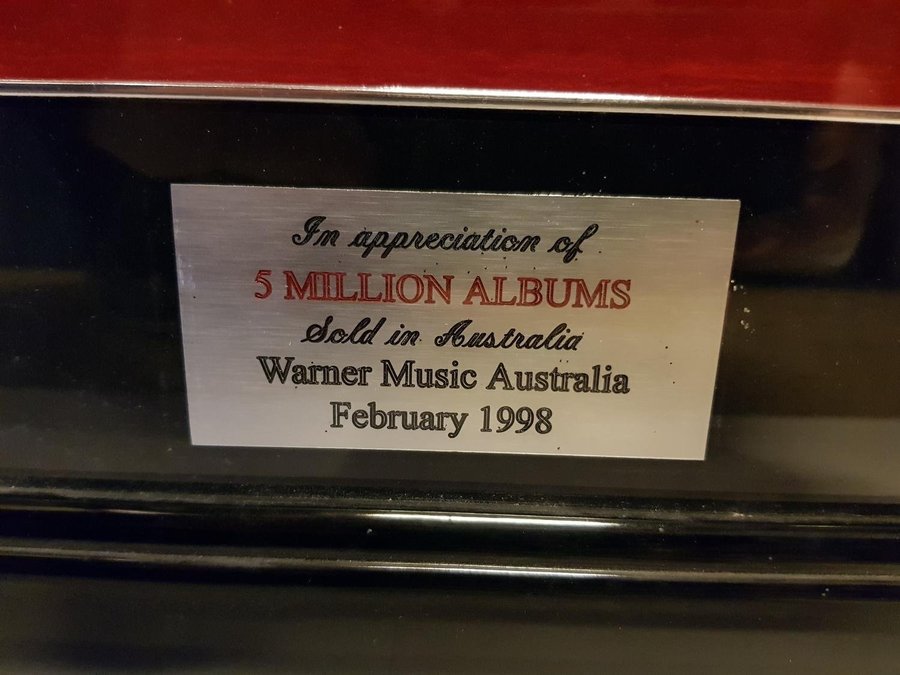 In appreciation of
5 MILLION ALBUMS
Sold in Australia
Warner Music Australia
February 1998